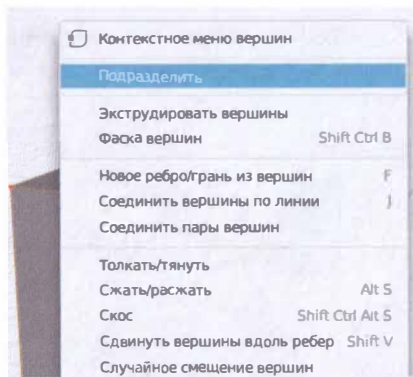 Контекстное меню вершин
Подразделить
Экструдировать вершины
Фаска вершин Shift Ctrl B
Новое ребро/грань из вершин F
Соединить вершины по линии J
Соединить пары вершин
Толкать/тянуть
Сжать/расжать Alt S
Скос Shift Ctrl Alt S
Сдвинуть вершины вдоль ребер Shift V
Случайное смещение вершин